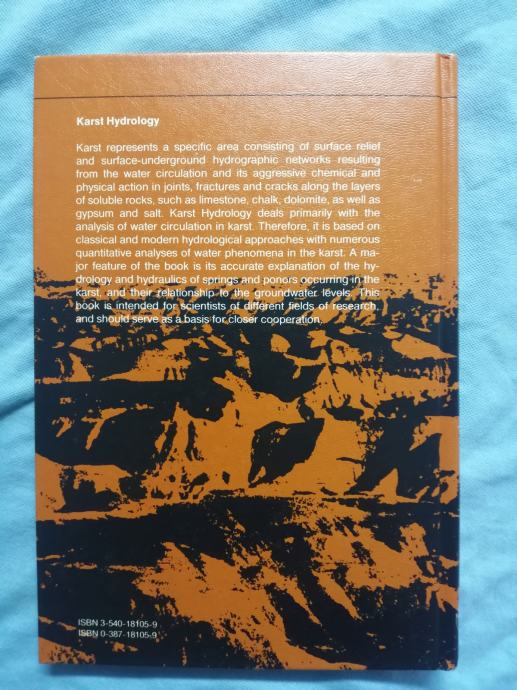 Karst Hydrology
Karst represents a specific area consisting of surface relief
and surface-underground hydrographic networks resulting
from the water circulation and its aggressive chemical and
physical action in joints, fractures and cracks along the layers
of soluble rocks, such as limestone, chalk, dolomite, as well as
gypsum and salt. Karst Hydrology deals primarily with the
analysis of water circulation in karst. Therefore, it is based on
classical and modern hydrological approaches with numerous
quantitative analyses of water phenomena in the karst. A ma-
jor feature of the book is its accurate explanation of the hy-
drology and hydraulics of springs and ponors occurring in the
karst, and their relationship to the groundwater levels. This
book is intended for scientists of different fields of research,
and should serve as a basis for closer cooperation.
ISBN 3-540-18105-9
ISBN 0-387-18105-9